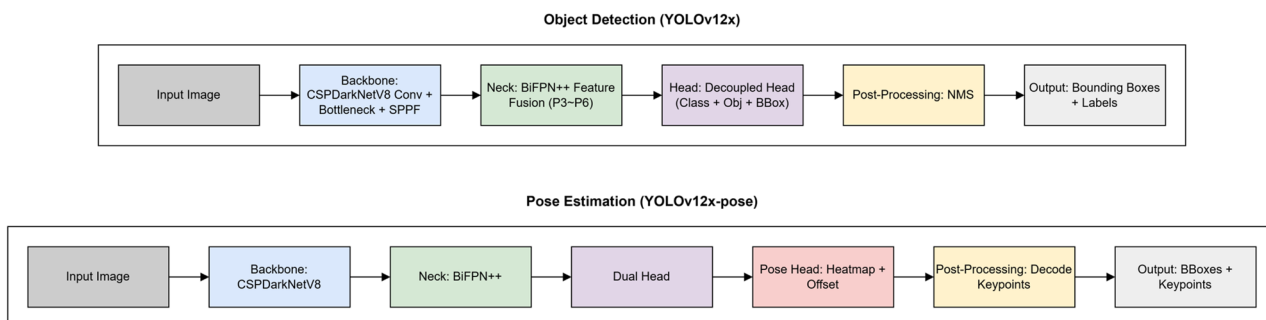 Object Detection (YOLOv12x)
Input Image
Backbone:
CSPDarkNetV8 Conv +
Bottleneck + SPPF
Neck: BiFPN++ Feature
Fusion (P3~P6)
Head: Decoupled Head
(Class + Obj + BBox)
Post-Processing: NMS
Output: Bounding Boxes
+ Labels
Pose Estimation (YOLOv12x-pose)
Input Image
Backbone:
CSPDarkNetV8
Neck: BiFPN++
Dual Head
Pose Head: Heatmap +
Offset
Post-Processing: Decode
Keypoints
Output: BBoxes +
Keypoints